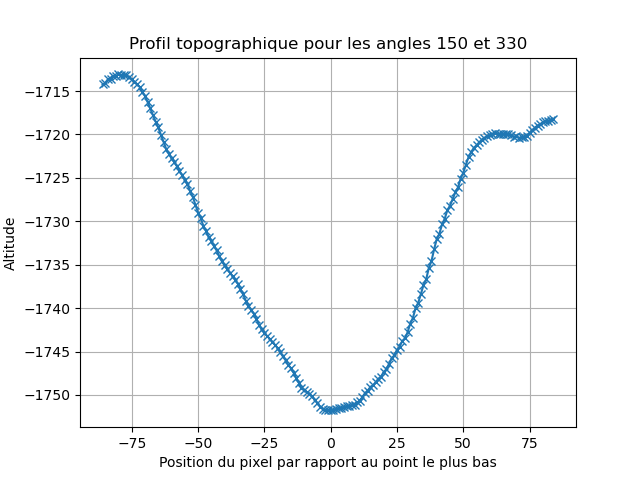 Profil topographique pour les angles 150 et 330
Altitude
−1715
−1720
−1725
−1730
−1735
−1740
−1745
−1750
−75 −50 −25 0 25 50 75
Position du pixel par rapport au point le plus bas